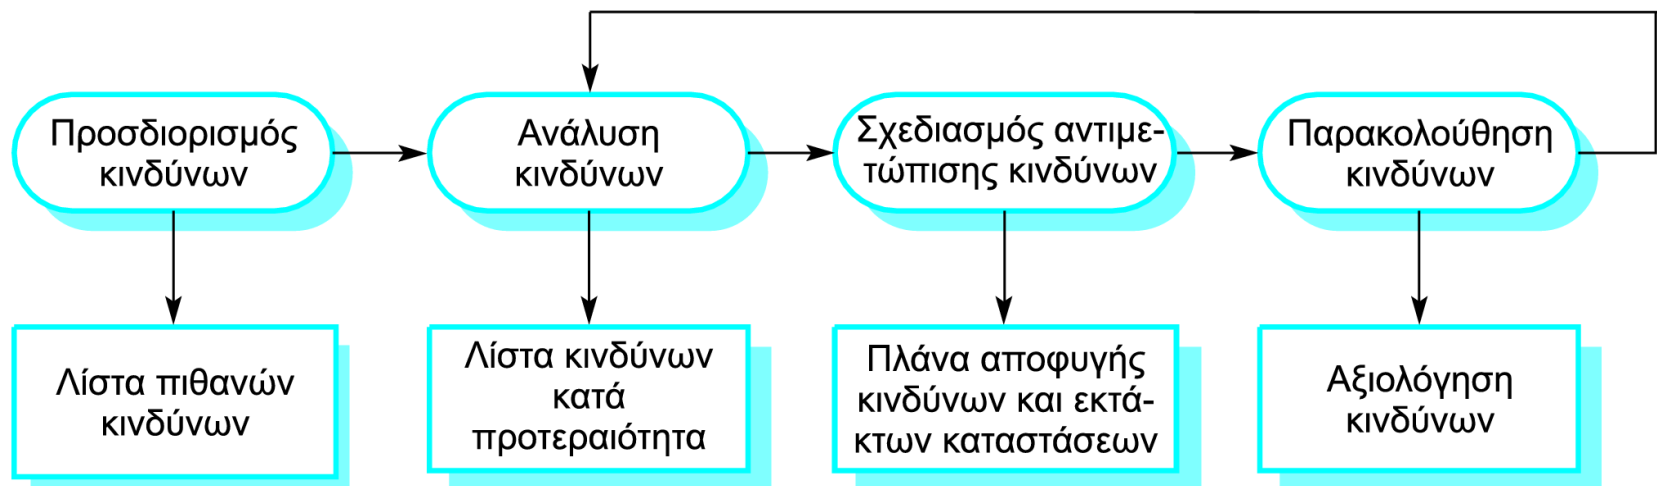 Προσδιορισμός
κινδύνων
Ανάλυση
κινδύνων
Σχεδιασμός αντιμε-
τώπισης κινδύνων
Παρακολούθηση
κινδύνων
Λίστα πιθανών
κινδύνων
Λίστα κινδύνων
κατά
προτεραιότητα
Πλάνα αποφυγής
κινδύνων και εκτά-
κτων καταστάσεων
Αξιολόγηση
κινδύνων